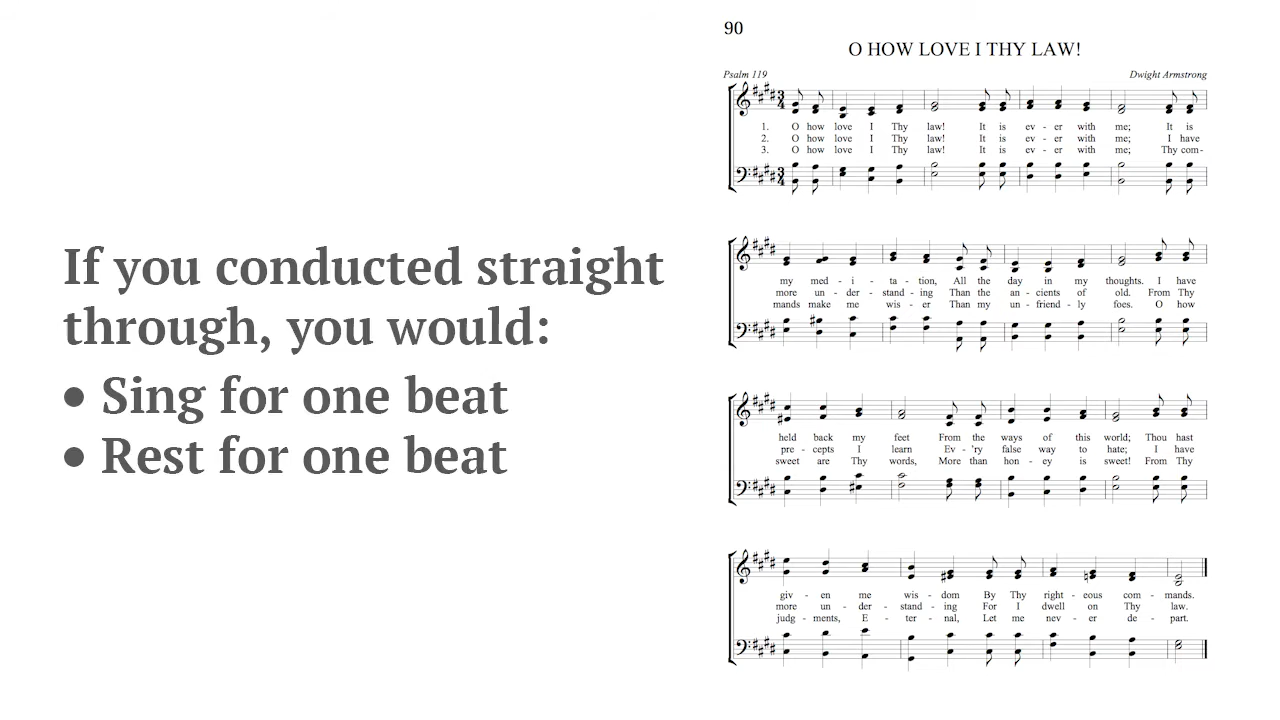 If you conducted straight
through, you would:
• Sing for one beat
• Rest for one beat
90
O HOW LOVE I THY LAW!
Psalm 119 Dwight Armstrong
1. O how love I Thy law! It is ev - er with me; It is
2. O how love I Thy law! It is ev - er with me; I have
3. O how love I Thy law! It is ev - er with me; Thy com-
my med - i - ta - tion, All the day in my thoughts. I have
more un - der - stand - ing Than the an - cients of old. From Thy
mands make me wis - er Than my un - friend - ly foes. O how
held back my feet From the ways of this world; Thou hast
pre - cepts I learn Ev - 'ry false way to hate; I have
sweet are Thy words, More than hon - ey is sweet! From Thy
giv - en me wis - dom By Thy right - eous com - mands.
more un - der - stand - ing For I dwell on Thy law.
judg - ments, E - ter - nal, Let me nev - er de - part.